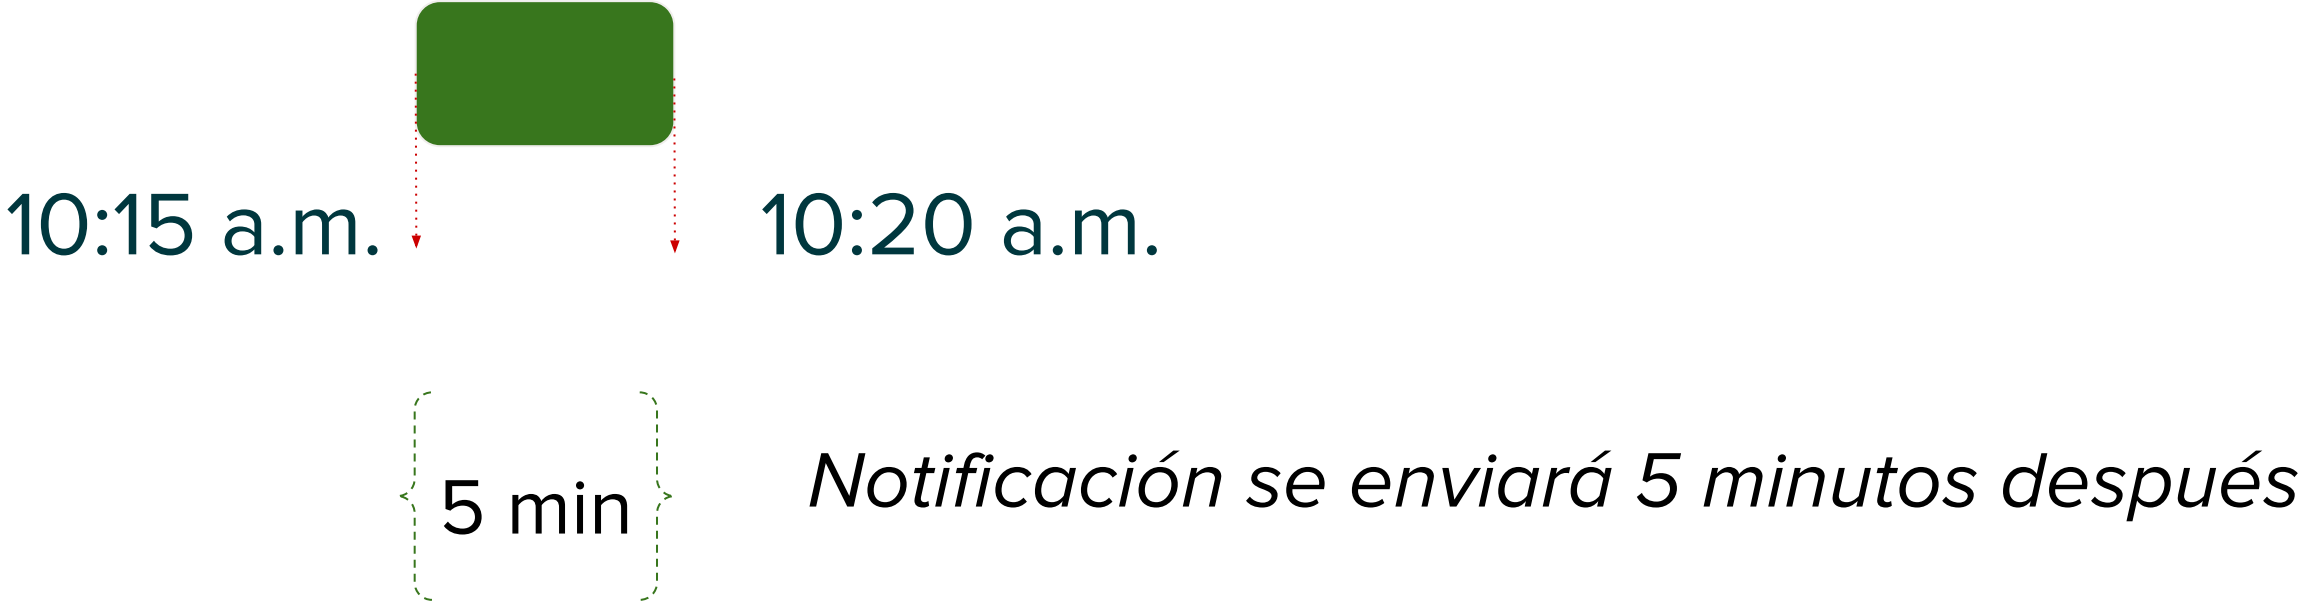 10:15 a.m.
10:20 a.m.
5 min
Notificación se enviará 5 minutos después